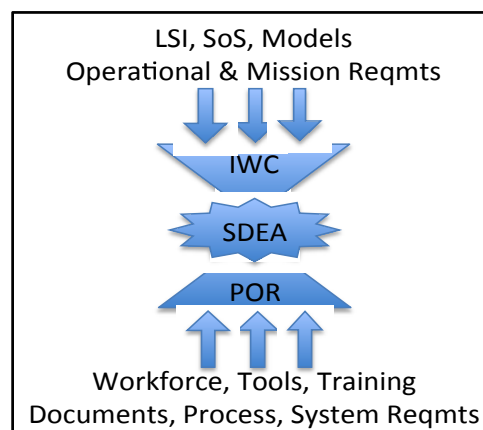 LSI, SoS, Models
Operational & Mission Reqmts
IWC
SDEA
POR
Workforce, Tools, Training
Documents, Process, System Reqmts